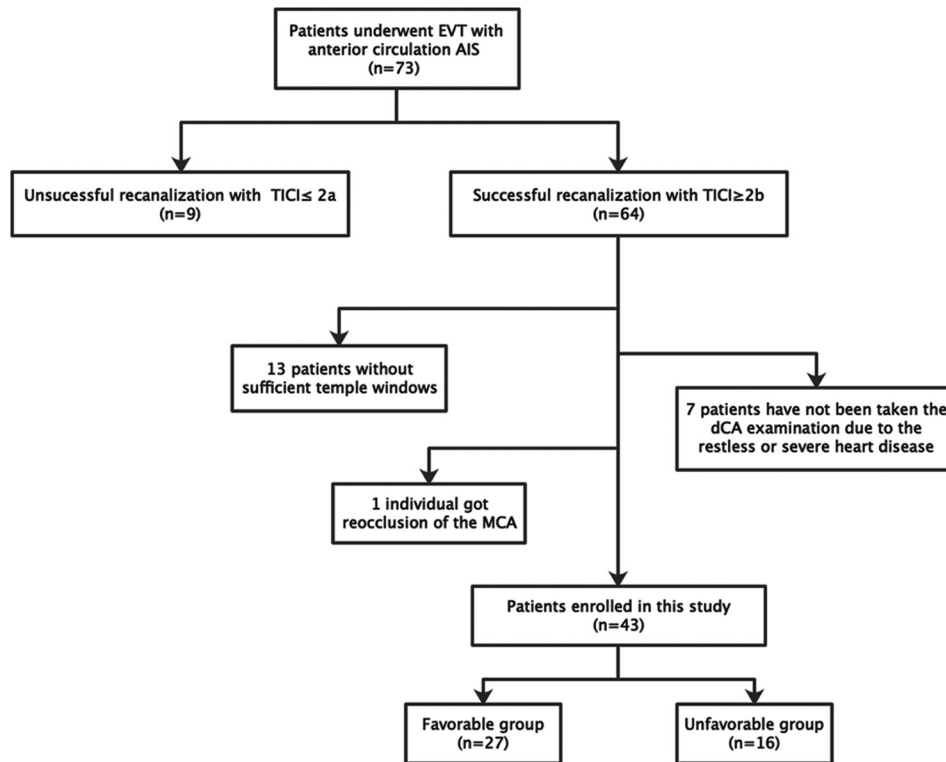 Patients underwent EVT with
anterior circulation AIS
(n=73)
Unsucessful recanalization with TICI≤ 2a
(n=9)
Successful recanalization with TICI≥2b
(n=64)
13 patients without
sufficient temple windows
7 patients have not been taken the
dCA examination due to the
restless or severe heart disease
1 individual got
reocclusion of the MCA
Patients enrolled in this study
(n=43)
Favorable group
(n=27)
Unfavorable group
(n=16)